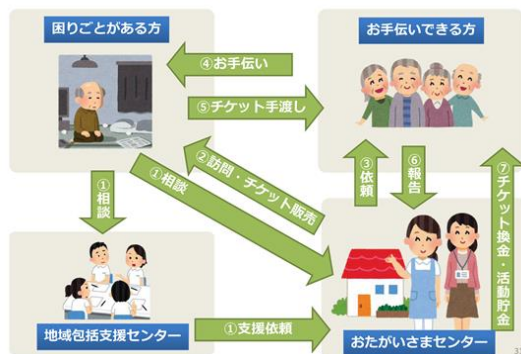 困りごとがある方
お手伝いできる方
④お手伝い
⑤チケット手渡し
②訪問・チケット販売
①相談
①相談
③依頼
⑥報告
⑦チケット換金・活動貯金
地域包括支援センター
①支援依頼
おたがいさまセンター